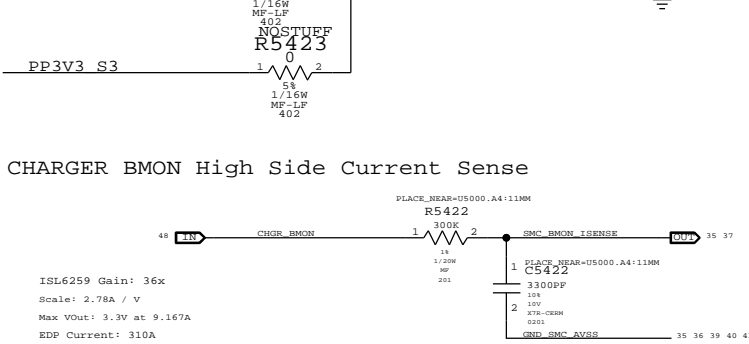 1/16W
MF-LF
402
NOSTUFF
R5423
0
PP3V3_S3
1 2
5%
1/16W
MF-LF
402
CHARGER BMON High Side Current Sense
PLACE_NEAR=U5000.A4:11MM
R5422
300K
48 IN CHGR_BMON 1 2 SMC_BMON_ISENSE OUT 35 37
1%
1/20W
MF
201
1 PLACE_NEAR=U5000.A4:11MM
C5422
3300PF
10%
10V
X7R-CERM
0201
2
GND_SMC_AVSS 35 36 39 40
ISL6259 Gain: 36x
Scale: 2.78A / V
Max VOut: 3.3V at 9.167A
EDP Current: 310A